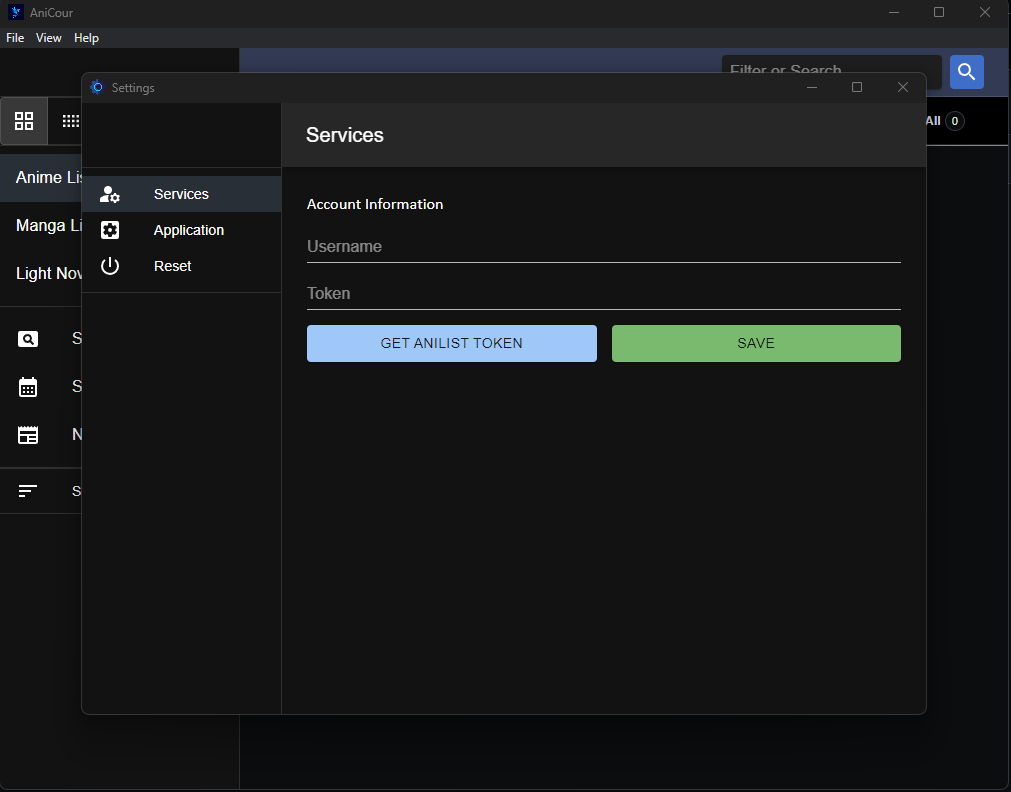 AniCour
File View Help
Filter or Search
Settings
All 0
Services
Anime Lis
Services
Manga Li
Application
Light Nov
Reset
Account Information
Username
Token
GET ANILIST TOKEN SAVE
S
S
N
S